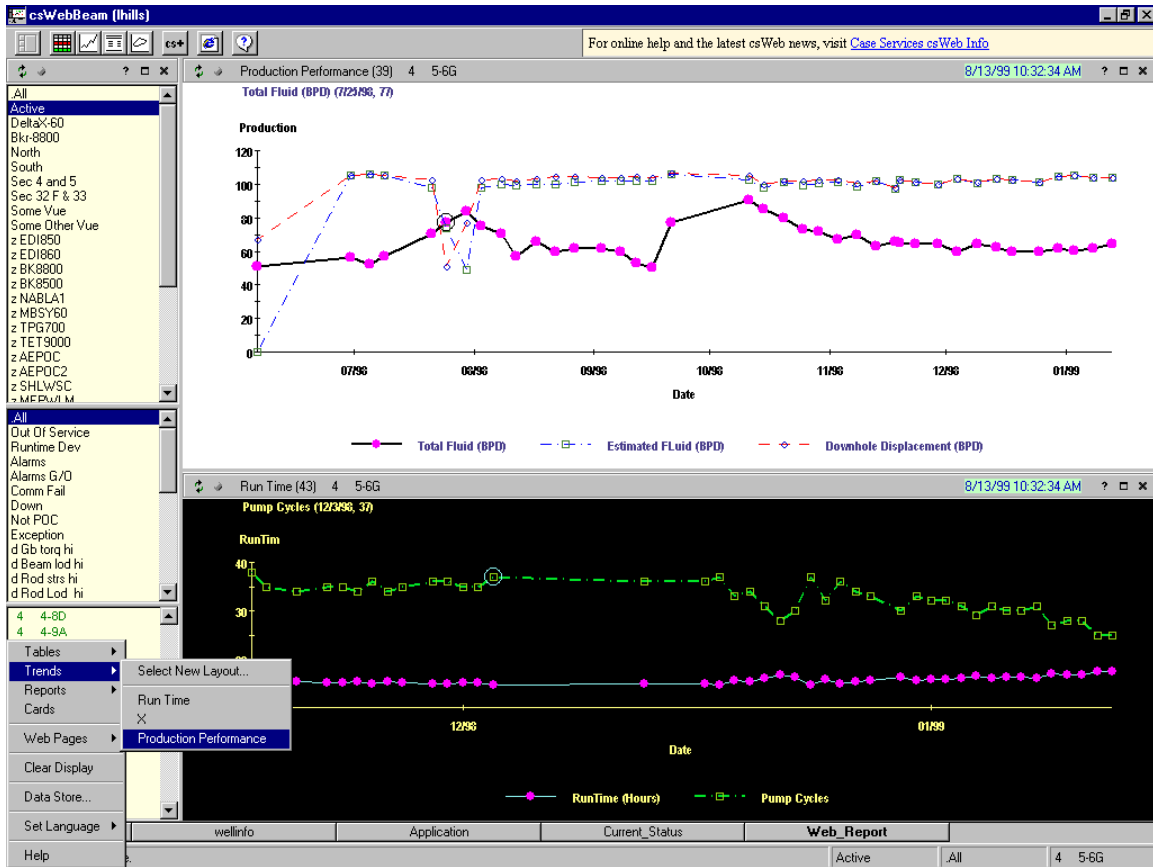 csWebBeam (lhills)
cs+
For online help and the latest csWeb news, visit Case Services csWeb Info
?
.All
Active
DeltaX-60
Bkr-8800
North
South
Sec 4 and 5
Sec 32 F & 33
Some Vue
Some Other Vue
z EDI850
z EDI860
z BK8800
z BK8500
z NABLA1
z MBSY60
z TPG700
z TET9000
z AEPOC
z AEPOC2
z SHLWSC
.All
Out Of Service
Runtime Dev
Alarms
Alarms G/O
Comm Fail
Down
Not POC
Exception
d Gb torq hi
d Beam lod hi
d Rod strs hi
d Rod Lod hi
4 4-8D
4 4-9A
Tables
Trends
Reports
Cards
Web Pages
Clear Display
Data Store...
Set Language
Help
Select New Layout...
Run Time
X
Production Performance
Production Performance (39) 4 5-6G 8/13/99 10:32:34 AM ?
Total Fluid (BPD) (7/25/98, 77)
Production
120
100
80
60
40
20
0
07/98 08/98 09/98 10/98 11/98 12/98 01/99
Date
Total Fluid (BPD) Estimated FLuid (BPD) Downhole Displacement (BPD)
Run Time (43) 4 5-6G 8/13/99 10:32:34 AM ?
Pump Cycles (12/3/98, 37)
RunTim
40
30
12/98 01/99
Date
RunTime (Hours) Pump Cycles
wellinfo Application Current_Status Web_Report
Active .All 4 5-6G